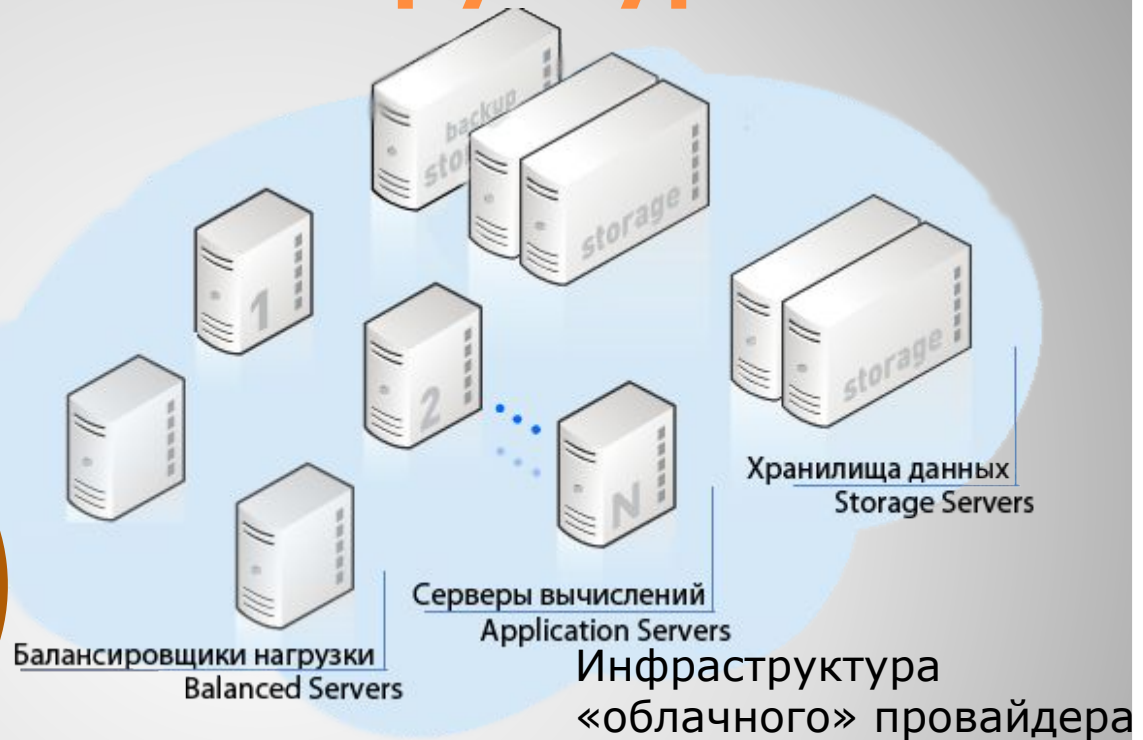 backup
storage
storage
1
2
N
Хранилища данных
Storage Servers
Серверы вычислений
Application Servers
Балансировщики нагрузки
Balanced Servers
Инфраструктура
«облачного» провайдера